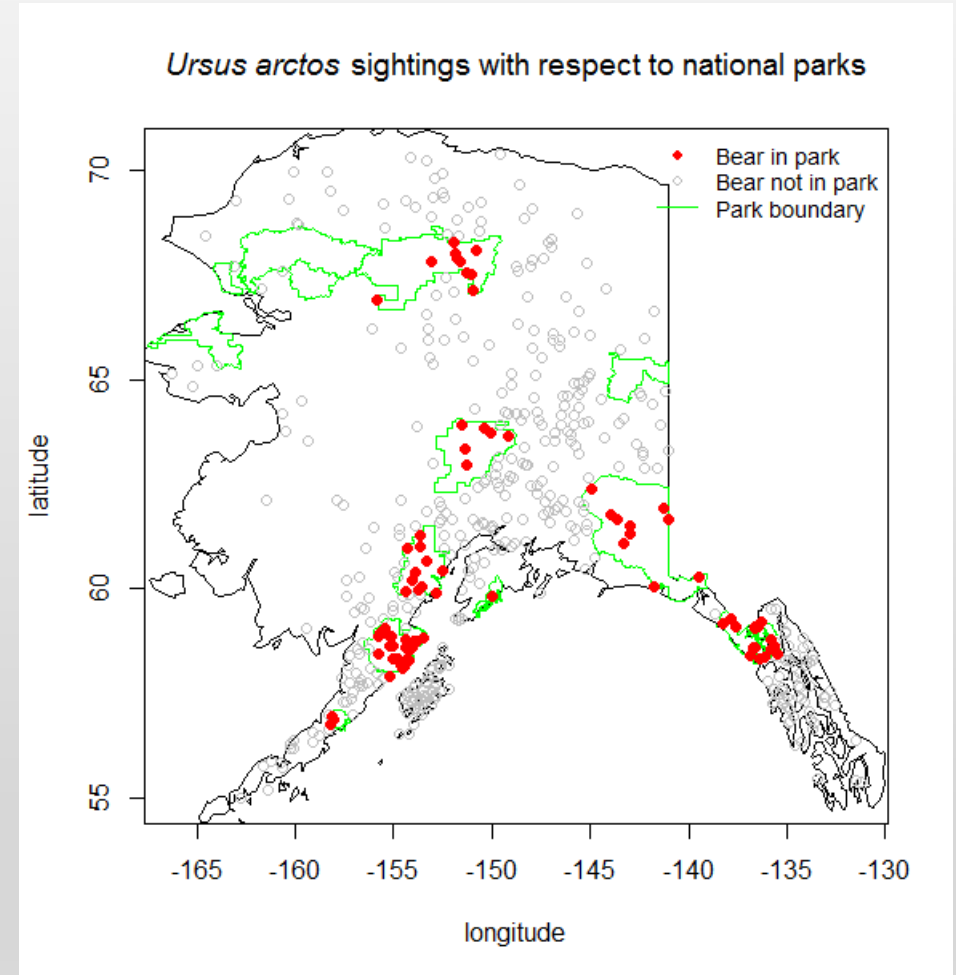 Ursus arctos sightings with respect to national parks
Bear in park
Bear not in park
Park boundary
70
65
60
55
latitude
-165 -160 -155 -150 -145 -140 -135 -130
longitude